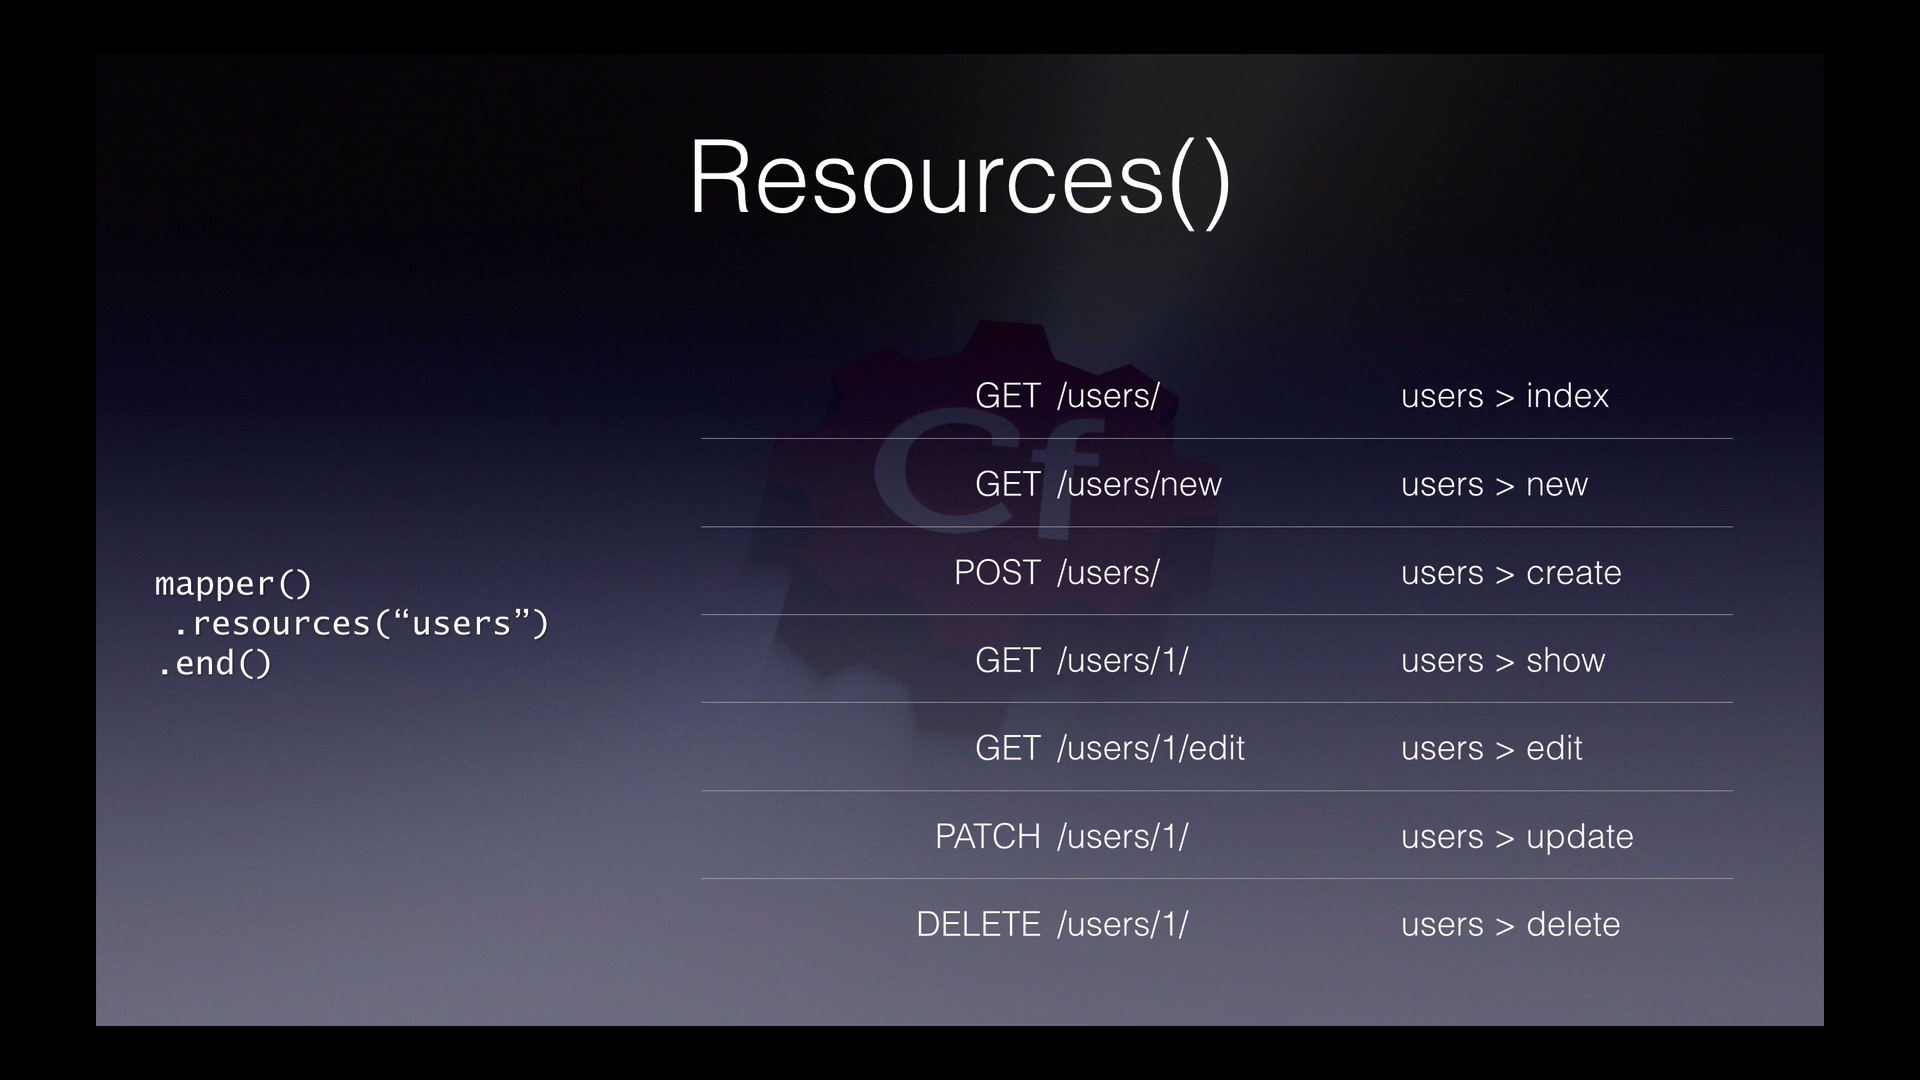 Resources()
Cf
mapper()
.resources(“users”)
.end()
GET /users/ users > index
GET /users/new users > new
POST /users/ users > create
GET /users/1/ users > show
GET /users/1/edit users > edit
PATCH /users/1/ users > update
DELETE /users/1/ users > delete